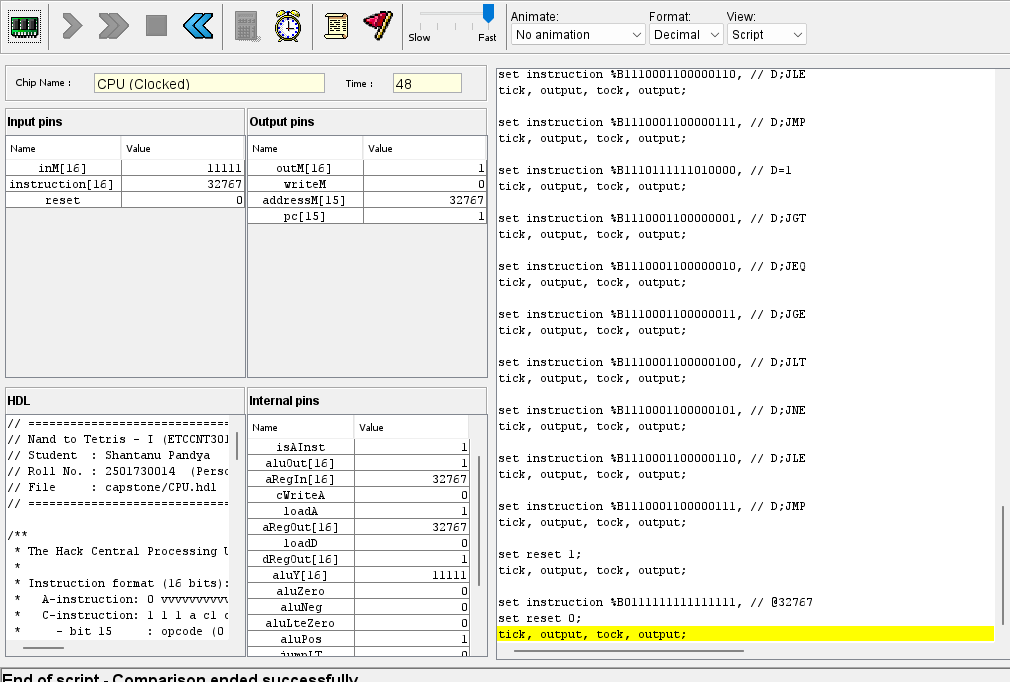 Slow
Fast
Animate:
No animation
Format:
Decimal
View:
Script
Chip Name :
CPU (Clocked)
Time :
48
Input pins
Name Value
inM[16] 11111
instruction[16] 32767
reset 0
Output pins
Name Value
outM[16] 1
writeM 0
addressM[15] 32767
pc[15] 1
HDL
// =============================
// Nand to Tetris - I (ETCCNT301
// Student : Shantanu Pandya
// Roll No. : 2501730014 (Perso
// File : capstone/CPU.hdl
// =============================
/**
* The Hack Central Processing U
*
* Instruction format (16 bits):
* A-instruction: 0 vvvvvvvvvv
* C-instruction: 1 1 1 a c1 c
* - bit 15 : opcode (0
Internal pins
Name Value
isAInst 1
aluOut[16] 1
aRegIn[16] 32767
cWriteA 0
loadA 1
aRegOut[16] 32767
loadD 0
dRegOut[16] 1
aluY[16] 11111
aluZero 0
aluNeg 0
aluLteZero 0
aluPos 1
jumpLT 0
set instruction %B1110001100000110, // D;JLE
tick, output, tock, output;
set instruction %B1110001100000111, // D;JMP
tick, output, tock, output;
set instruction %B1110111111010000, // D=1
tick, output, tock, output;
set instruction %B1110001100000001, // D;JGT
tick, output, tock, output;
set instruction %B1110001100000010, // D;JEQ
tick, output, tock, output;
set instruction %B1110001100000011, // D;JGE
tick, output, tock, output;
set instruction %B1110001100000100, // D;JLT
tick, output, tock, output;
set instruction %B1110001100000101, // D;JNE
tick, output, tock, output;
set instruction %B1110001100000110, // D;JLE
tick, output, tock, output;
set instruction %B1110001100000111, // D;JMP
tick, output, tock, output;
set reset 1;
tick, output, tock, output;
set instruction %B0111111111111111, // @32767
set reset 0;
tick, output, tock, output;
End of script - Comparison ended successfully